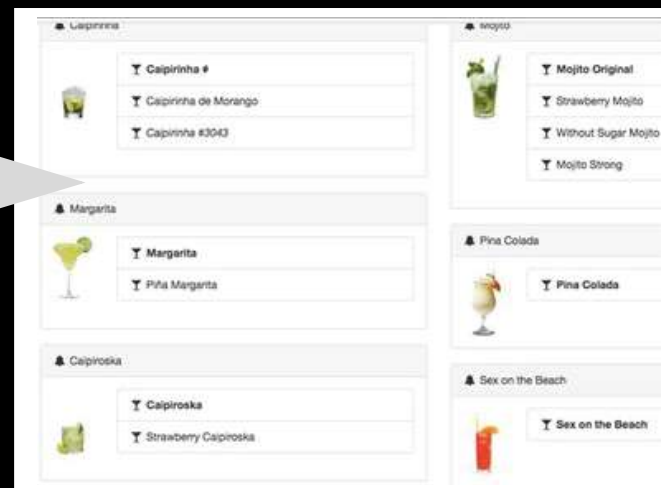 Caipirinha
Caipirinha #
Caipirinha de Morango
Caipirinha #3043
Margarita
Margarita
Piña Margarita
Caipiroska
Caipiroska
Strawberry Caipiroska
Mojito
Mojito Original
Strawberry Mojito
Without Sugar Mojito
Mojito Strong
Pina Colada
Pina Colada
Sex on the Beach
Sex on the Beach